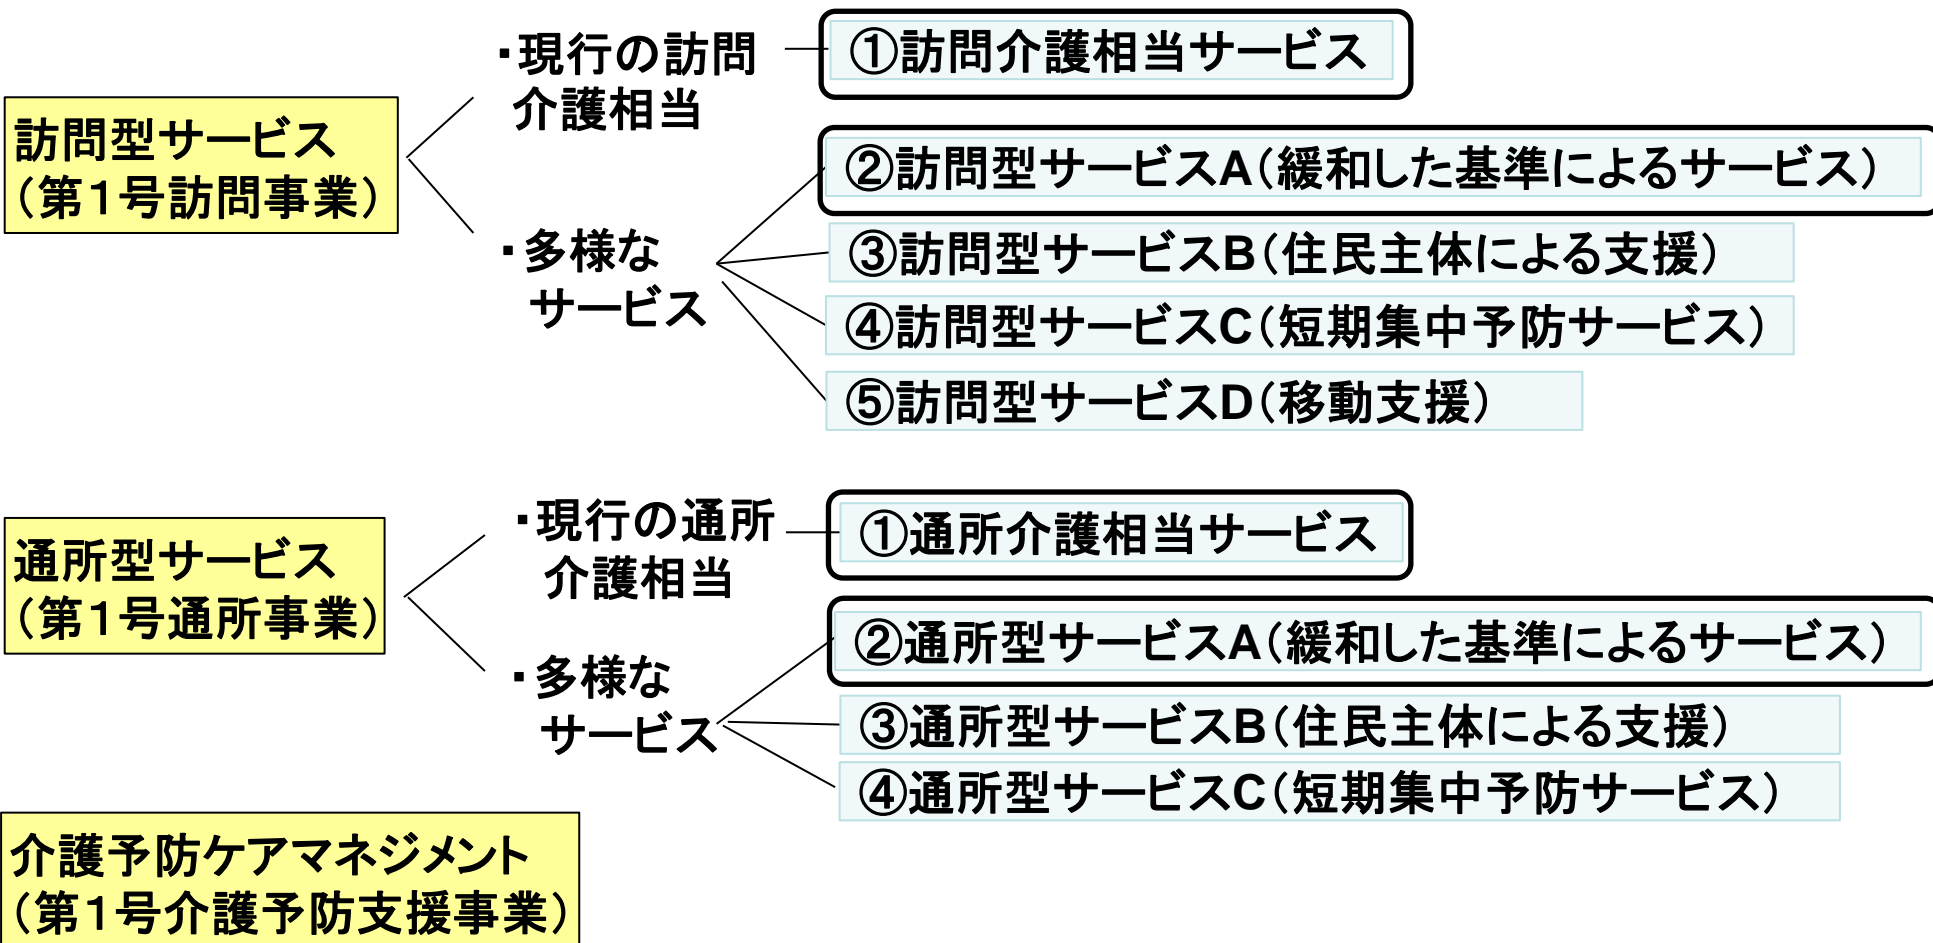 訪問型サービス
（第１号訪問事業）
・現行の訪問
介護相当
①訪問介護相当サービス
・多様な
サービス
②訪問型サービスA（緩和した基準によるサービス）
③訪問型サービスB（住民主体による支援）
④訪問型サービスC（短期集中予防サービス）
⑤訪問型サービスD（移動支援）
通所型サービス
（第１号通所事業）
・現行の通所
介護相当
①通所介護相当サービス
・多様な
サービス
②通所型サービスA（緩和した基準によるサービス）
③通所型サービスB（住民主体による支援）
④通所型サービスC（短期集中予防サービス）
介護予防ケアマネジメント
（第１号介護予防支援事業）